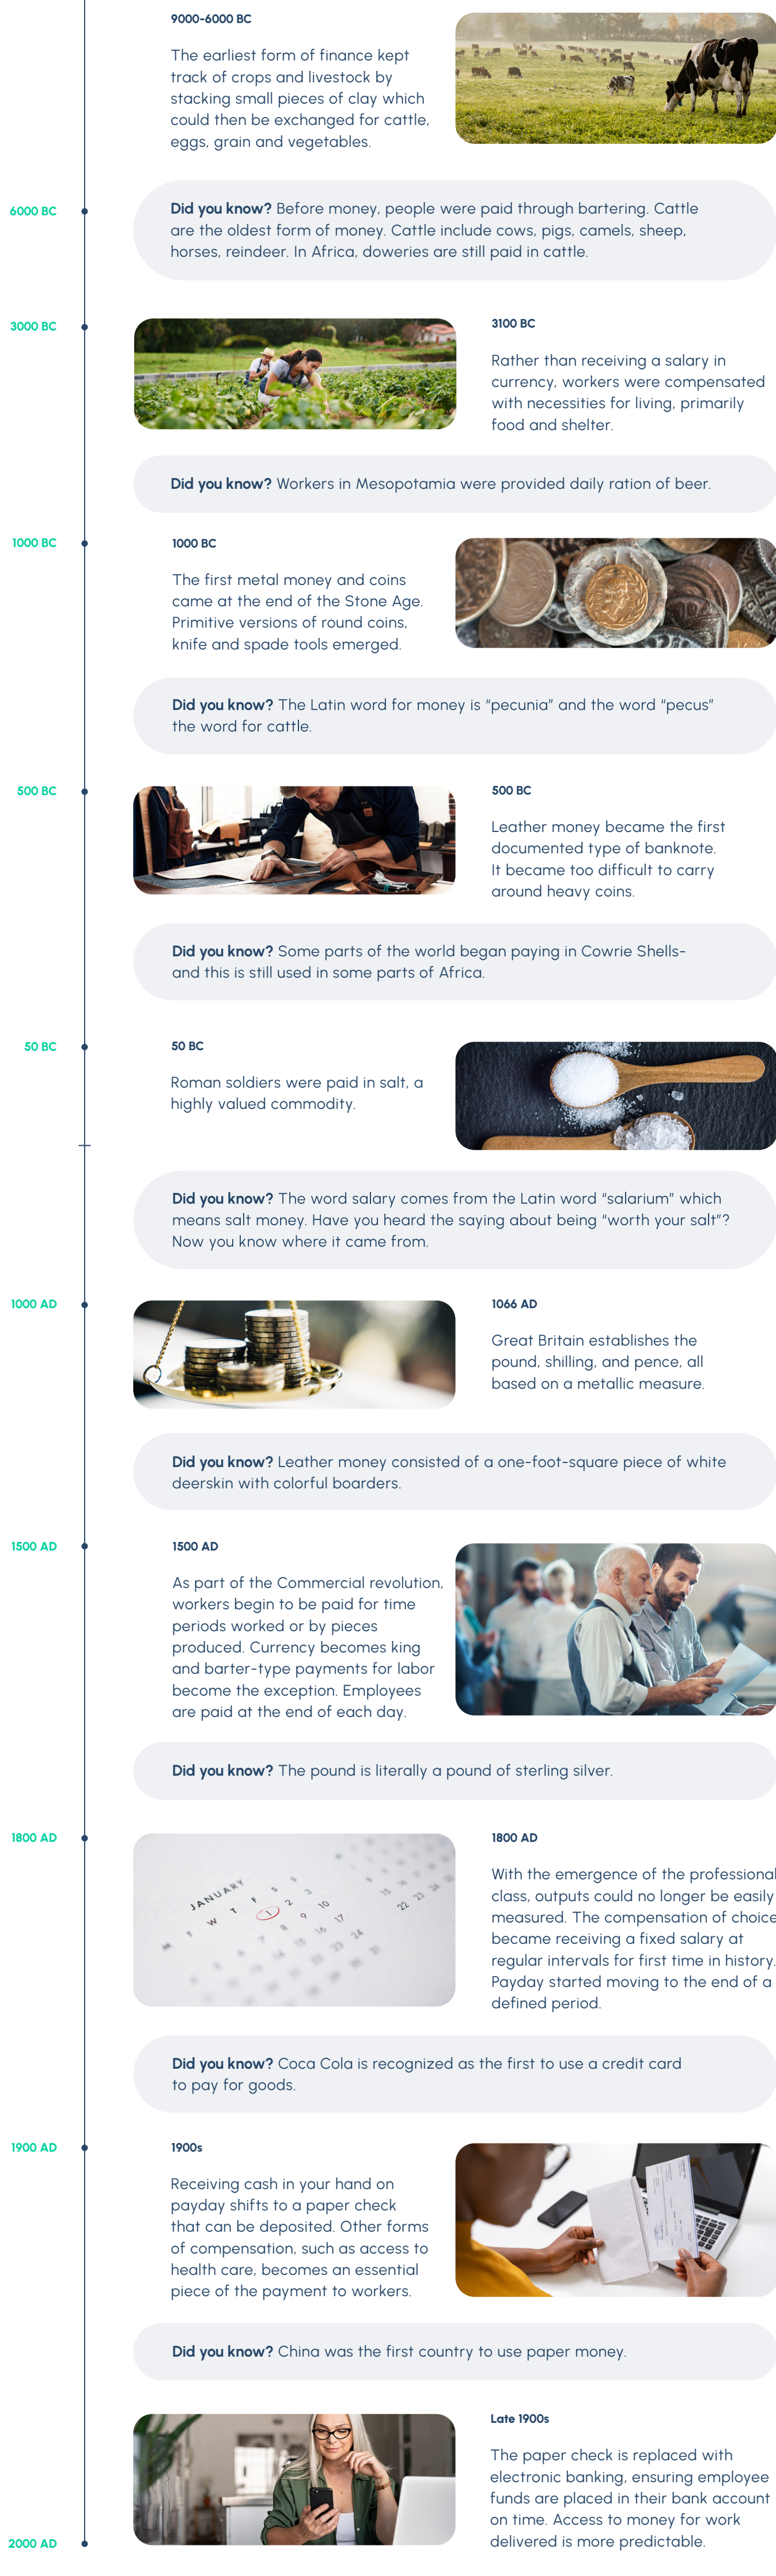 9000-6000 BC
The earliest form of finance kept
track of crops and livestock by
stacking small pieces of clay which
could then be exchanged for cattle,
eggs, grain and vegetables.
6000 BC
Did you know? Before money, people were paid through bartering. Cattle
are the oldest form of money. Cattle include cows, pigs, camels, sheep,
horses, reindeer. In Africa, doweries are still paid in cattle.
3000 BC
3100 BC
Rather than receiving a salary in
currency, workers were compensated
with necessities for living, primarily
food and shelter.
Did you know? Workers in Mesopotamia were provided daily ration of beer.
1000 BC
1000 BC
The first metal money and coins
came at the end of the Stone Age.
Primitive versions of round coins,
knife and spade tools emerged.
Did you know? The Latin word for money is “pecunia” and the word “pecus”
the word for cattle.
500 BC
500 BC
Leather money became the first
documented type of banknote.
It became too difficult to carry
around heavy coins.
Did you know? Some parts of the world began paying in Cowrie Shells-
and this is still used in some parts of Africa.
50 BC
50 BC
Roman soldiers were paid in salt, a
highly valued commodity.
Did you know? The word salary comes from the Latin word “salarium” which
means salt money. Have you heard the saying about being “worth your salt”?
Now you know where it came from.
1000 AD
1066 AD
Great Britain establishes the
pound, shilling, and pence, all
based on a metallic measure.
Did you know? Leather money consisted of a one-foot-square piece of white
deerskin with colorful boarders.
1500 AD
1500 AD
As part of the Commercial revolution,
workers begin to be paid for time
periods worked or by pieces
produced. Currency becomes king
and barter-type payments for labor
become the exception. Employees
are paid at the end of each day.
Did you know? The pound is literally a pound of sterling silver.
1800 AD
1800 AD
With the emergence of the professional
class, outputs could no longer be easily
measured. The compensation of choice
became receiving a fixed salary at
regular intervals for first time in history.
Payday started moving to the end of a
defined period.
JANUARY
M T W T F S S
1 2 3
7 8 9 10
15 16 17
13 15
22 23 24
Did you know? Coca Cola is recognized as the first to use a credit card
to pay for goods.
1900 AD
1900s
Receiving cash in your hand on
payday shifts to a paper check
that can be deposited. Other forms
of compensation, such as access to
health care, becomes an essential
piece of the payment to workers.
Did you know? China was the first country to use paper money.
Late 1900s
The paper check is replaced with
electronic banking, ensuring employee
funds are placed in their bank account
on time. Access to money for work
delivered is more predictable.
2000 AD